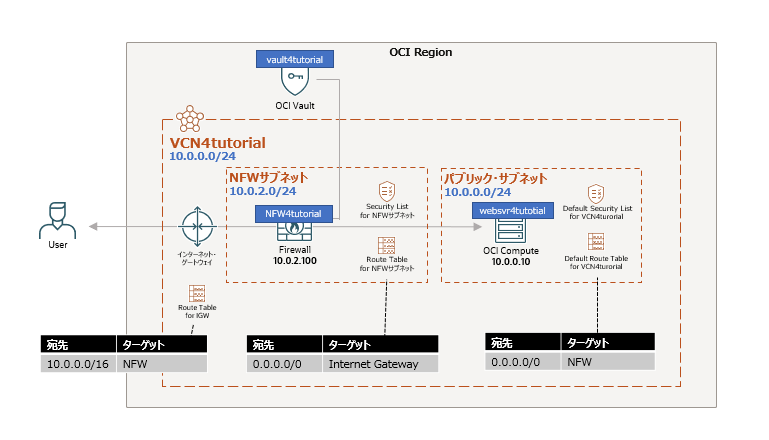 OCI Region
vault4tutorial
OCI Vault
VCN4tutorial
10.0.0.0/24
NFWサブネット
10.0.2.0/24
Security List
for NFWサブネット
NFW4tutorial
Firewall
10.0.2.100
Route Table
for NFWサブネット
パブリック・サブネット
10.0.0.0/24
Default Security List
for VCN4turorial
websvr4tutotial
OCI Compute
10.0.0.10
Default Route Table
for VCN4turorial
User
インターネット・
ゲートウェイ
Route Table
for IGW
宛先 ターゲット
10.0.0.0/16 NFW
宛先 ターゲット
0.0.0.0/0 Internet Gateway
宛先 ターゲット
0.0.0.0/0 NFW